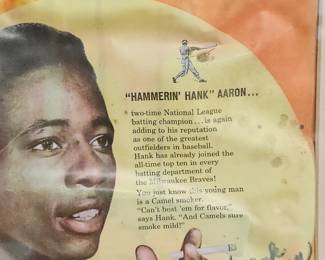 "HAMMERIN' HANK" AARON...
two-time National League
batting champion...is again
adding to his reputation
as one of the greatest
outfielders in baseball.
Hank has already joined the
all-time top ten in every
batting department of
the Milwaukee Braves!
You just know this young man
is a Camel smoker.
"Can't beat 'em for flavor,"
says Hank. "And Camels sure
smoke mild!"